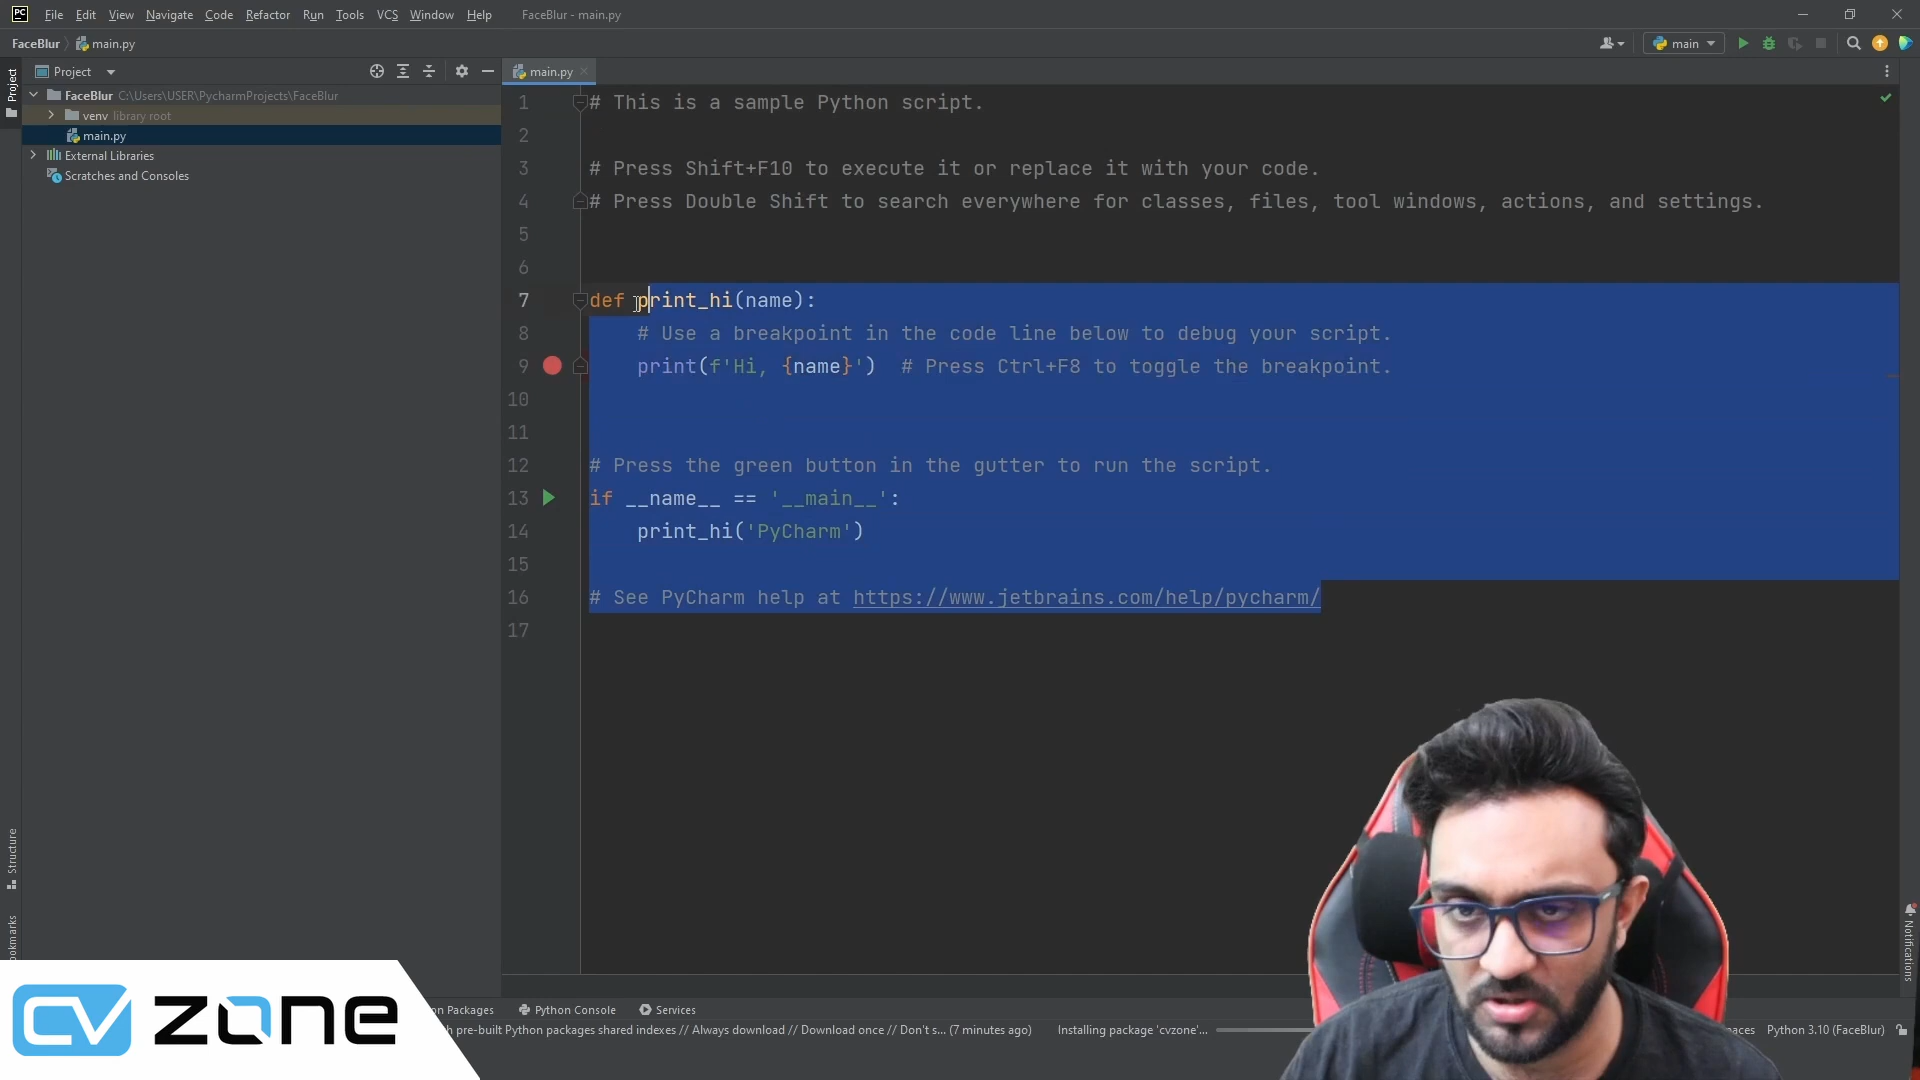 PC File Edit View Navigate Code Refactor Run Tools VCS Window Help FaceBlur - main.py
FaceBlur main.py
main
Project
Project
main.py
FaceBlur C:\Users\USER\PycharmProjects\FaceBlur
venv library root
main.py
External Libraries
Scratches and Consoles
1 # This is a sample Python script.
2
3 # Press Shift+F10 to execute it or replace it with your code.
4 # Press Double Shift to search everywhere for classes, files, tool windows, actions, and settings.
5
6
7 def print_hi(name):
8 # Use a breakpoint in the code line below to debug your script.
9 print(f'Hi, {name}') # Press Ctrl+F8 to toggle the breakpoint.
10
11
12 # Press the green button in the gutter to run the script.
13 if __name__ == '__main__':
14 print_hi('PyCharm')
15
16 # See PyCharm help at https://www.jetbrains.com/help/pycharm/
17
Structure
ookmarks
Notifications
CV ZONE
on Packages Python Console Services
h pre-built Python packages shared indexes // Always download // Download once // Don't s... (7 minutes ago) Installing package 'cvzone'... paces Python 3.10 (FaceBlur)